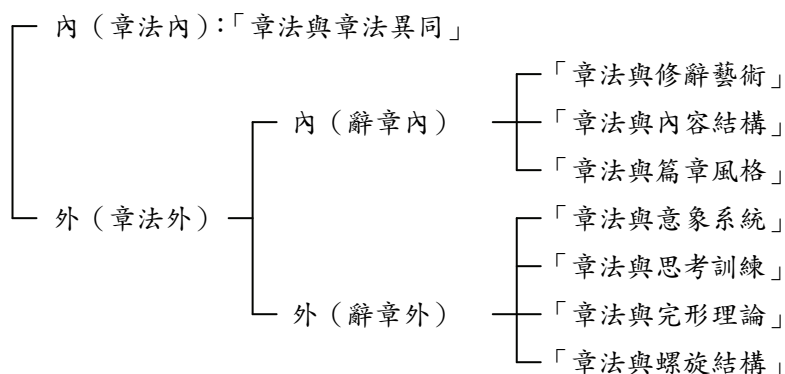 內（章法內）：「章法與章法異同」
「章法與修辭藝術」
內（辭章內）
「章法與內容結構」
「章法與篇章風格」
外（章法外）
「章法與意象系統」
「章法與思考訓練」
外（辭章外）
「章法與完形理論」
「章法與螺旋結構」